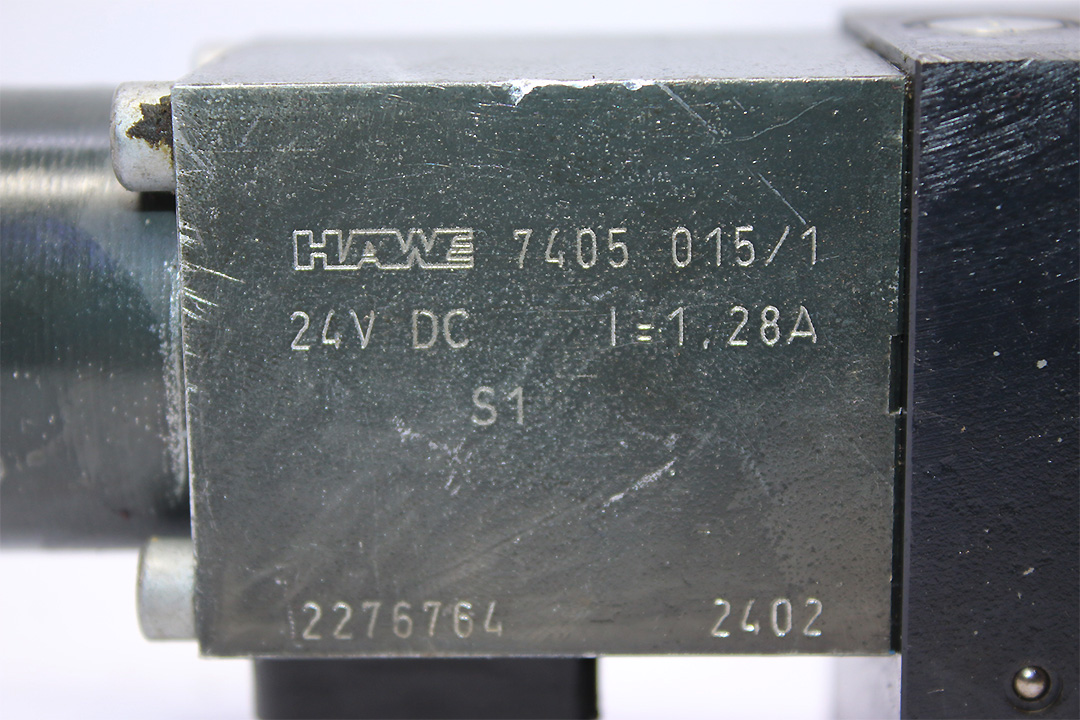 HAWE 7405 015/1
24V DC I=1.28A
S1
2276764 2402